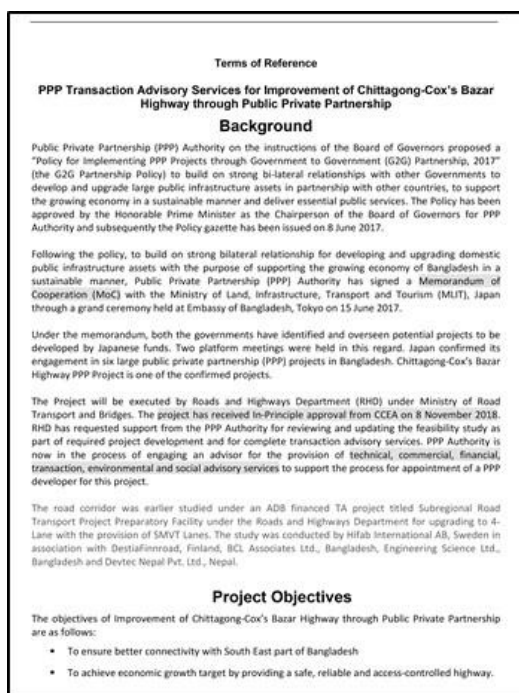 Terms of Reference
PPP Transaction Advisory Services for Improvement of Chittagong-Cox's Bazar
Highway through Public Private Partnership
Background
Public Private Partnership (PPP) Authority on the instructions of the Board of Governors proposed a
"Policy for Implementing PPP Projects through Government to Government (G2G) Partnership, 2017"
(the G2G Partnership Policy) to build on strong bi-lateral relationships with other Governments to
develop and upgrade large public infrastructure assets in partnership with other countries, to support
the growing economy in a sustainable manner and deliver essential public services. The Policy has been
approved by the Honorable Prime Minister as the Chairperson of the Board of Governors for PPP
Authority and subsequently the Policy gazette has been issued on 8 June 2017.
Following the policy, to build on strong bilateral relationship for developing and upgrading domestic
public infrastructure assets with the purpose of supporting the growing economy of Bangladesh in a
sustainable manner, Public Private Partnership (PPP) Authority has signed a Memorandum of
Cooperation (MoC) with the Ministry of Land, Infrastructure, Transport and Tourism (MLIT), Japan
through a grand ceremony held at Embassy of Bangladesh, Tokyo on 15 June 2017.
Under the memorandum, both the governments have identified and overseen potential projects to be
developed by Japanese funds. Two platform meetings were held in this regard. Japan confirmed its
engagement in six large public private partnership (PPP) projects in Bangladesh. Chittagong-Cox's Bazar
Highway PPP Project is one of the confirmed projects.
The Project will be executed by Roads and Highways Department (RHD) under Ministry of Road
Transport and Bridges. The project has received In-Principle approval from CCEA on 8 November 2018.
RHD has requested support from the PPP Authority for reviewing and updating the feasibility study as
part of required project development and for complete transaction advisory services. PPP Authority is
now in the process of engaging an advisor for the provision of technical, commercial, financial,
transaction, environmental and social advisory services to support the process for appointment of a PPP
developer for this project.
The road corridor was earlier studied under an ADB financed TA project titled Subregional Road
Transport Project Preparatory Facility under the Roads and Highways Department for upgrading to 4-
Lane with the provision of SMVT Lanes. The study was conducted by Hifab International AB, Sweden in
association with DestiaFinnroad, Finland, BCL Associates Ltd., Bangladesh, Engineering Science Ltd.,
Bangladesh and Devtec Nepal Pvt. Ltd., Nepal.
Project Objectives
The objectives of Improvement of Chittagong-Cox's Bazar Highway through Public Private Partnership
are as follows:
▪ To ensure better connectivity with South East part of Bangladesh
▪ To achieve economic growth target by providing a safe, reliable and access-controlled highway.